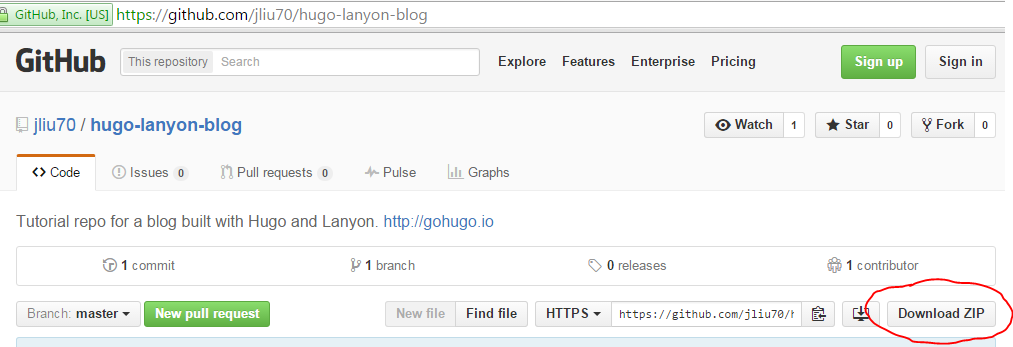 GitHub, Inc. [US] https://github.com/jliu70/hugo-lanyon-blog
GitHub This repository Search Explore Features Enterprise Pricing Sign up Sign in
jliu70 / hugo-lanyon-blog Watch 1 Star 0 Fork 0
Code Issues 0 Pull requests 0 Pulse Graphs
Tutorial repo for a blog built with Hugo and Lanyon. http://gohugo.io
1 commit 1 branch 0 releases 1 contributor
Branch: master New pull request New file Find file HTTPS https://github.com/jliu70/h Download ZIP